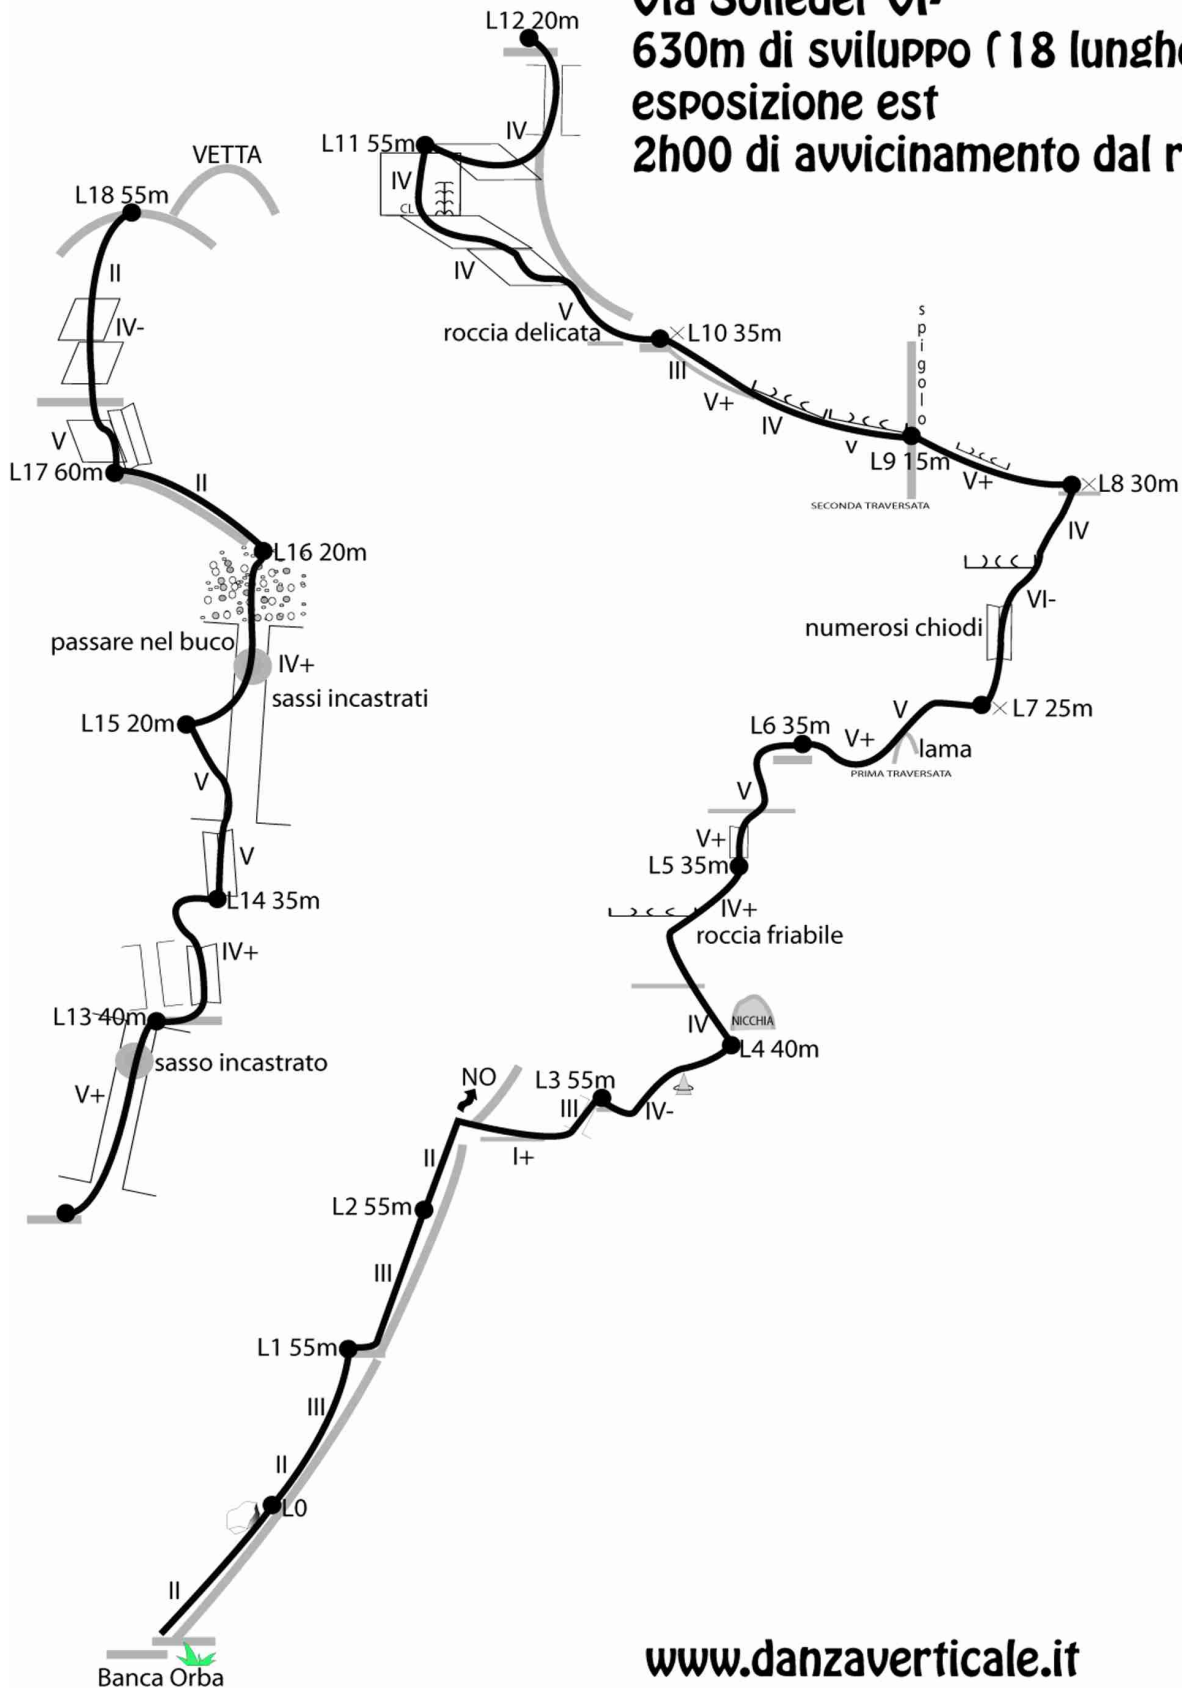 Via Solleder VI-
630m di sviluppo (18 lunghe
esposizione est
2h00 di avvicinamento dal r
L12 20m
IV
L11 55m
IV
CL
IV
V
roccia delicata
L10 35m
III
V+
IV
V
spigolo
L9 15m
SECONDA TRAVERSATA
V+
L8 30m
IV
VI-
numerosi chiodi
L7 25m
V
lama
V+
PRIMA TRAVERSATA
L6 35m
V
V+
L5 35m
IV+
roccia friabile
IV
NICCHIA
L4 40m
IV-
L3 55m
III
I+
NO
II
L2 55m
III
L1 55m
III
II
L0
II
Banca Orba
VETTA
L18 55m
II
IV-
V
L17 60m
II
L16 20m
passare nel buco
IV+
sassi incastrati
L15 20m
V
V
L14 35m
IV+
L13 40m
sasso incastrato
V+
www.danzaverticale.it